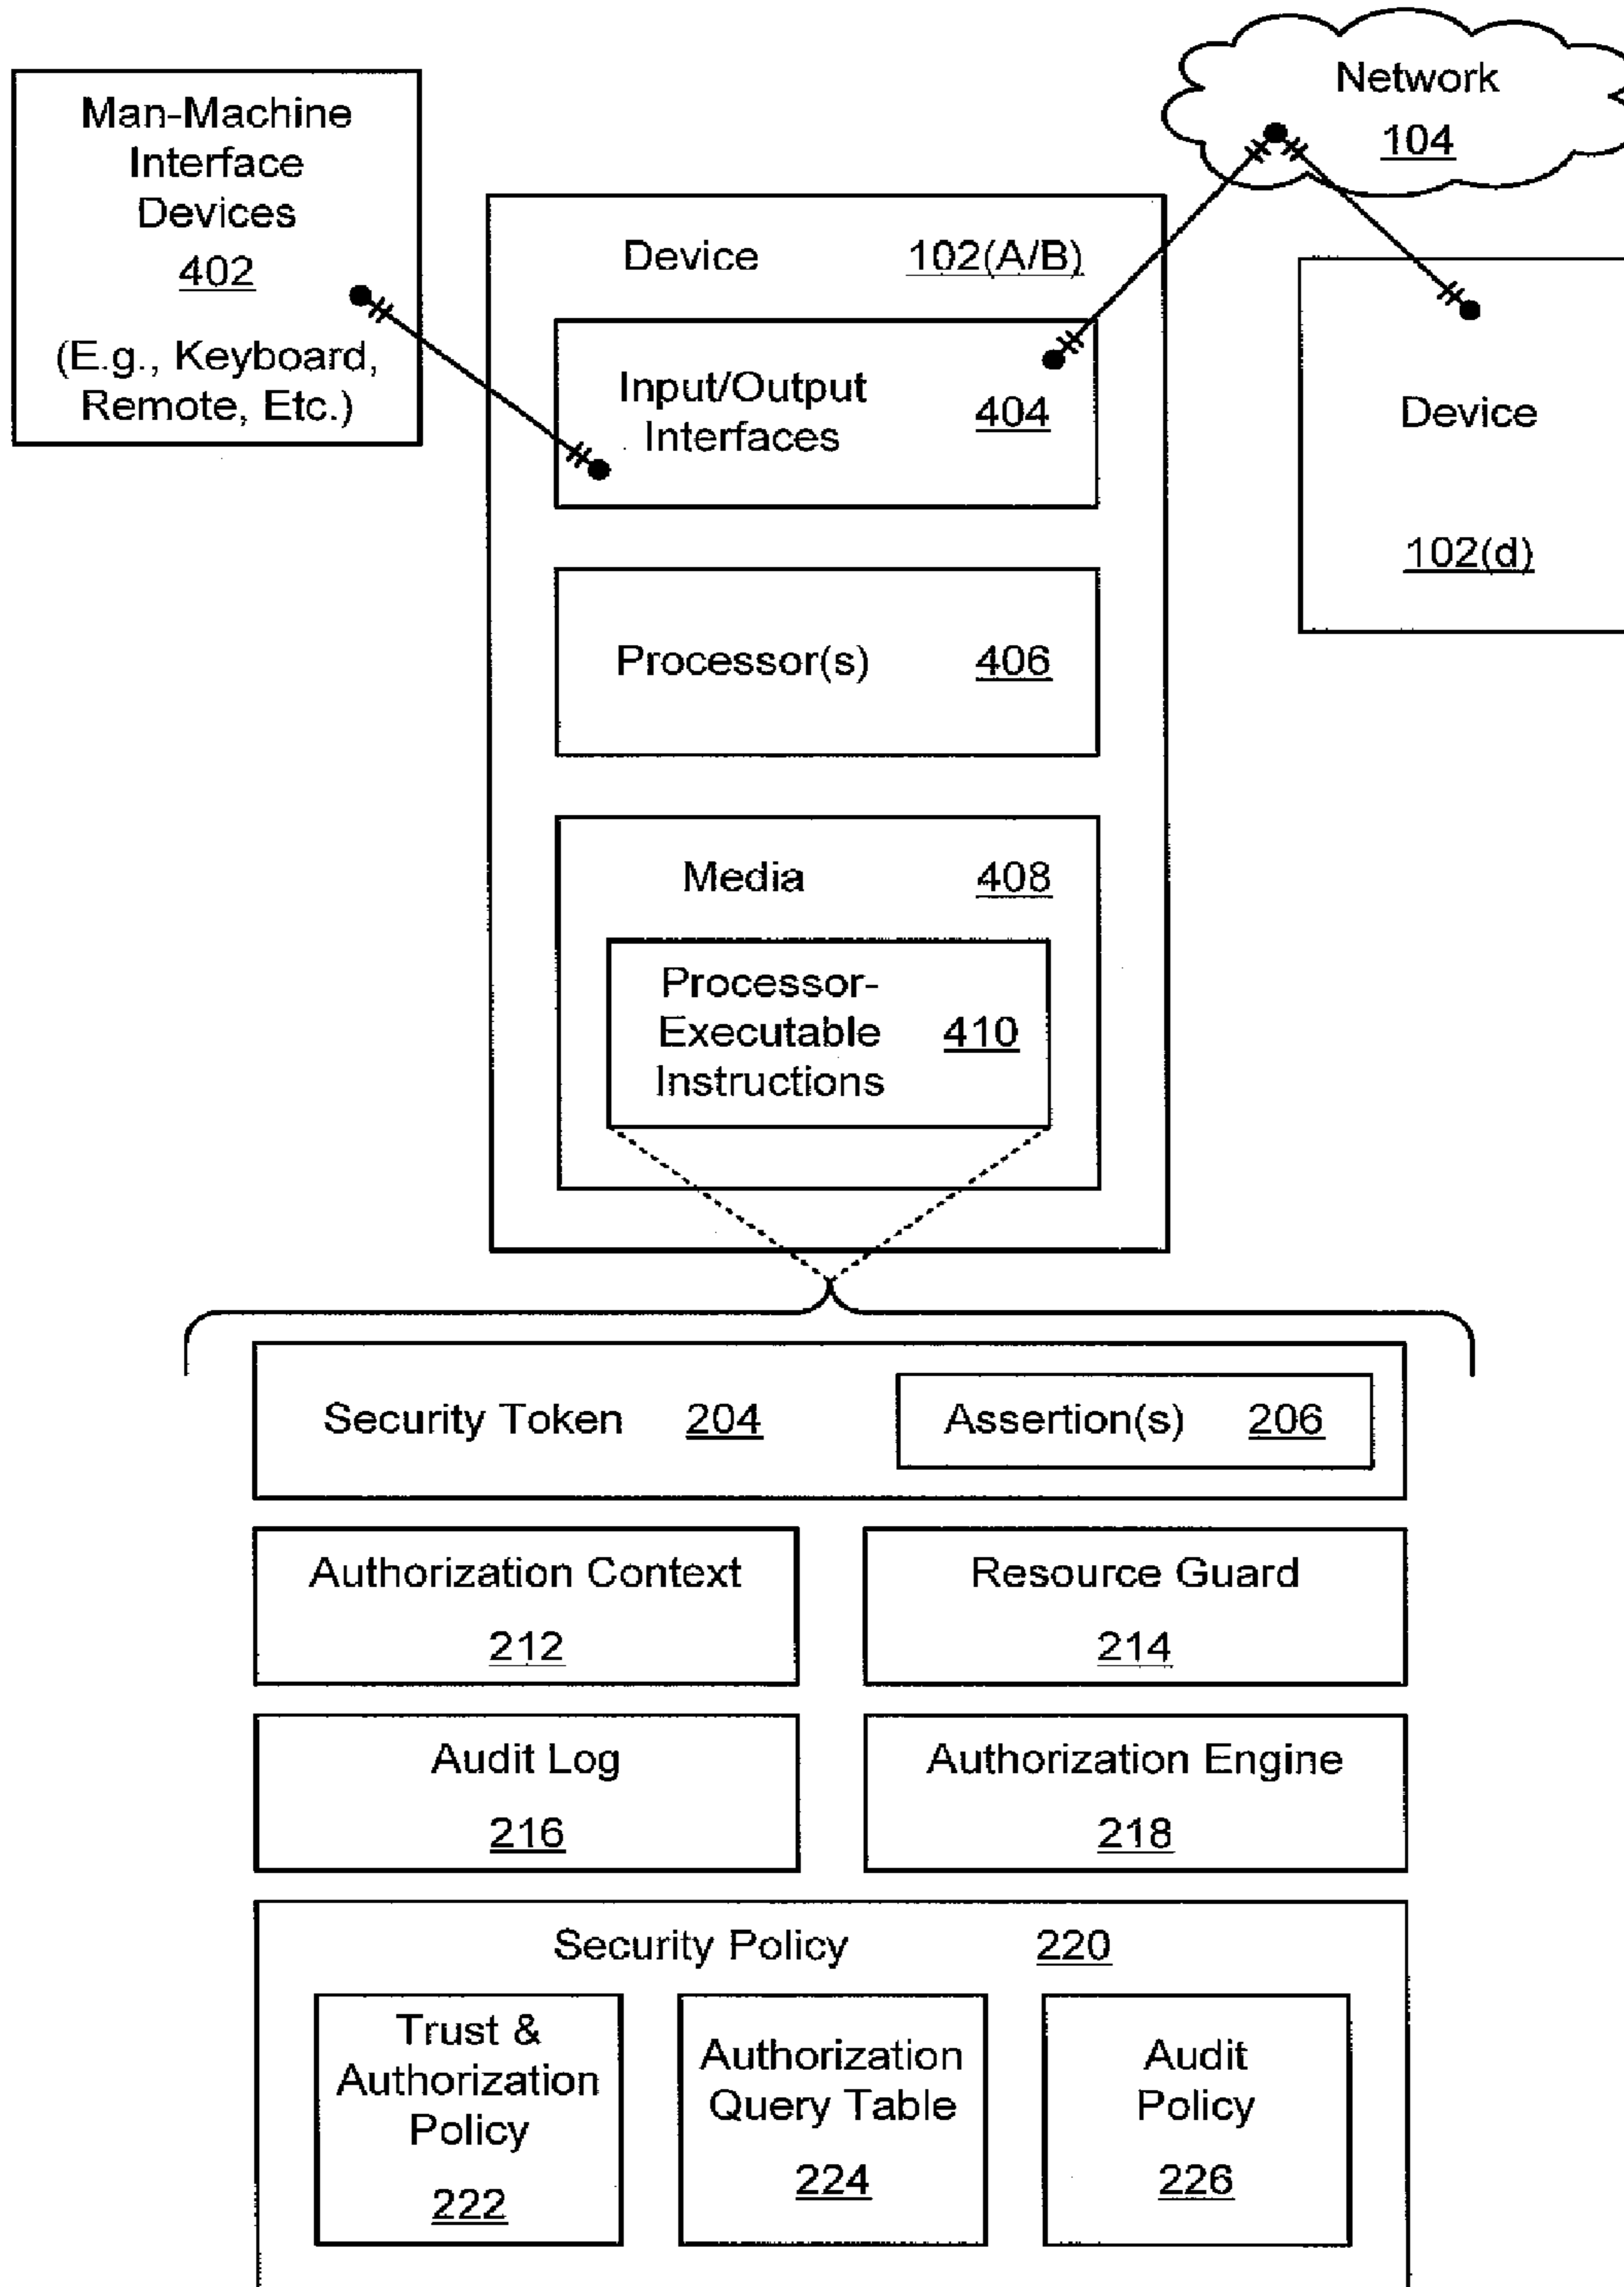 Man-Machine
Interface
Devices
402
(E.g., Keyboard,
Remote, Etc.)
Network
104
Device 102(A/B)
Input/Output
Interfaces
404
Device
102(d)
Processor(s) 406
Media 408
Processor-
Executable
Instructions
410
Security Token 204
Assertion(s) 206
Authorization Context
212
Resource Guard
214
Audit Log
216
Authorization Engine
218
Security Policy 220
Trust &
Authorization
Policy
222
Authorization
Query Table
224
Audit
Policy
226